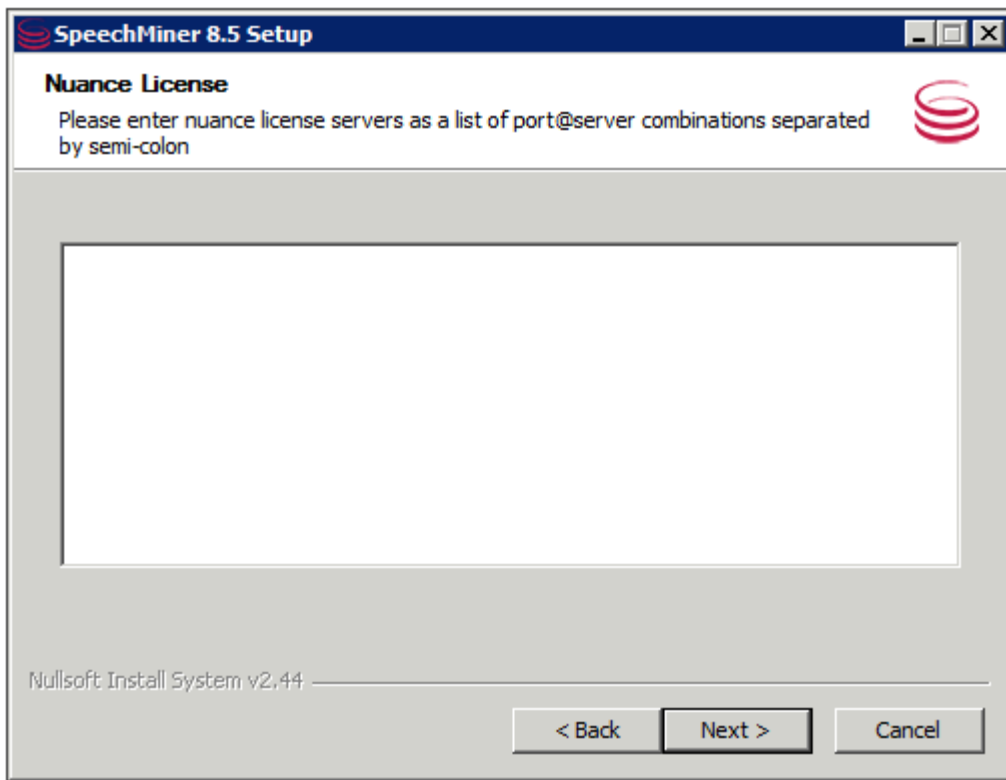 SpeechMiner 8.5 Setup
Nuance License
Please enter nuance license servers as a list of port@server combinations separated
by semi-colon
Nullsoft Install System v2.44
< Back
Next >
Cancel